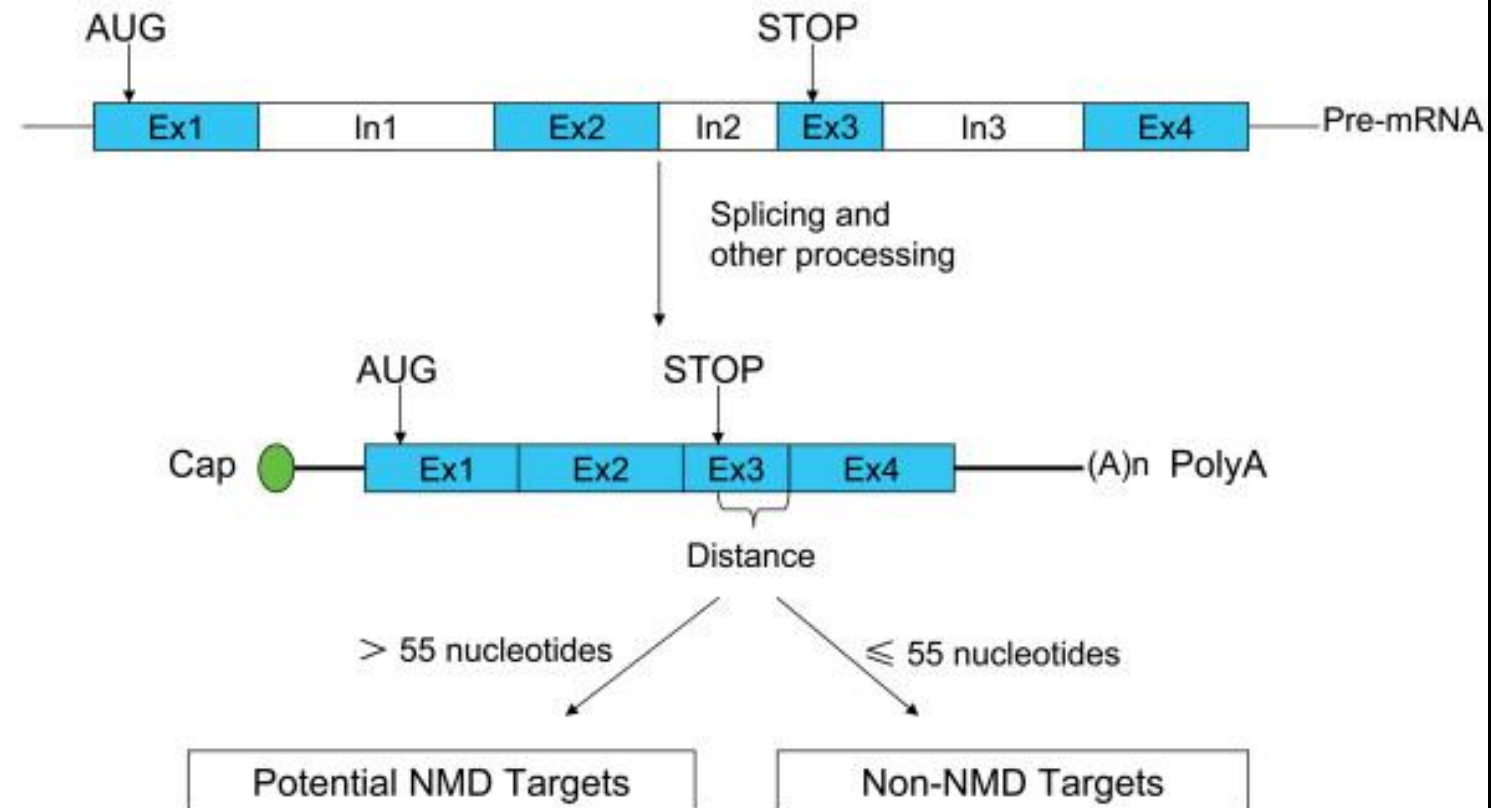 AUG STOP
Ex1 In1 Ex2 In2 Ex3 In3 Ex4 Pre-mRNA
Splicing and
other processing
AUG STOP
Cap Ex1 Ex2 Ex3 Ex4 (A)n PolyA
Distance
> 55 nucleotides ⩽ 55 nucleotides
Potential NMD Targets Non-NMD Targets